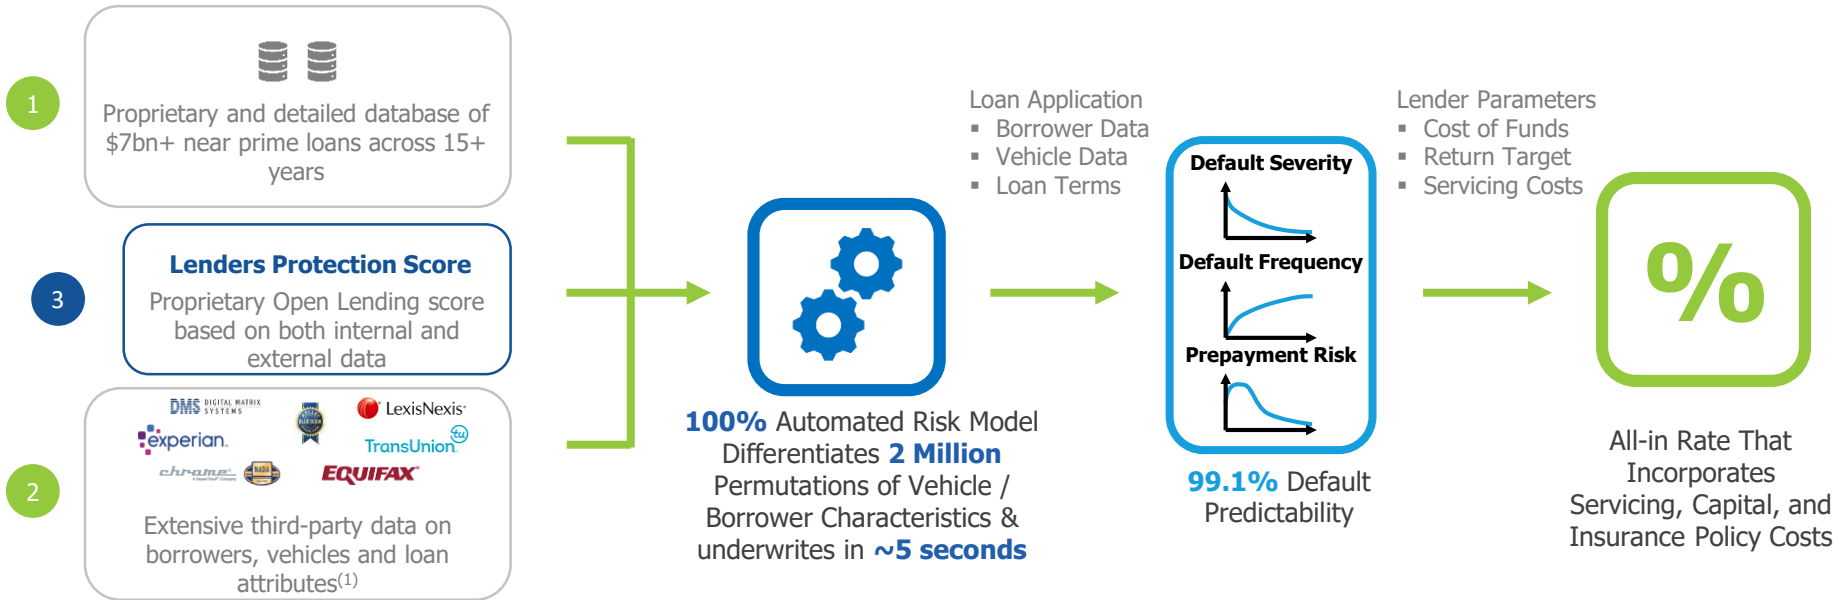 1
Proprietary and detailed database of
$7bn+ near prime loans across 15+
years
3
Lenders Protection Score
Proprietary Open Lending score
based on both internal and
external data
2
DMS DIGITAL MATRIX
SYSTEMS
LexisNexis®
experian.
TransUnion
tu
chrome
NADA
EQUIFAX
Extensive third-party data on
borrowers, vehicles and loan
attributes(1)
100% Automated Risk Model
Differentiates 2 Million
Permutations of Vehicle /
Borrower Characteristics &
underwrites in ~5 seconds
Loan Application
▪ Borrower Data
▪ Vehicle Data
▪ Loan Terms
Default Severity
Default Frequency
Prepayment Risk
99.1% Default
Predictability
Lender Parameters
▪ Cost of Funds
▪ Return Target
▪ Servicing Costs
%
All-in Rate That
Incorporates
Servicing, Capital, and
Insurance Policy Costs